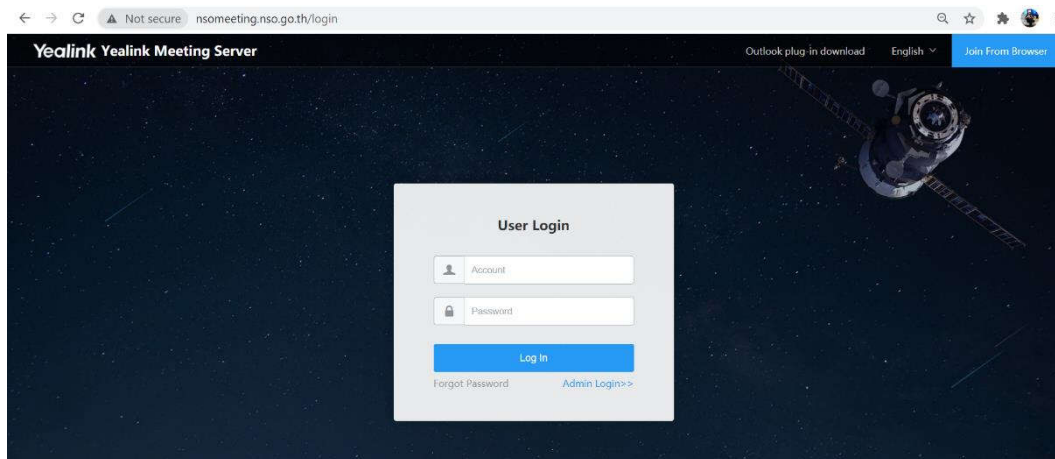 Not secure nsomeeting.nso.go.th/login
Yealink Yealink Meeting Server Outlook plug-in download English Join From Browser
User Login
Account
Password
Log In
Forgot Password Admin Login>>